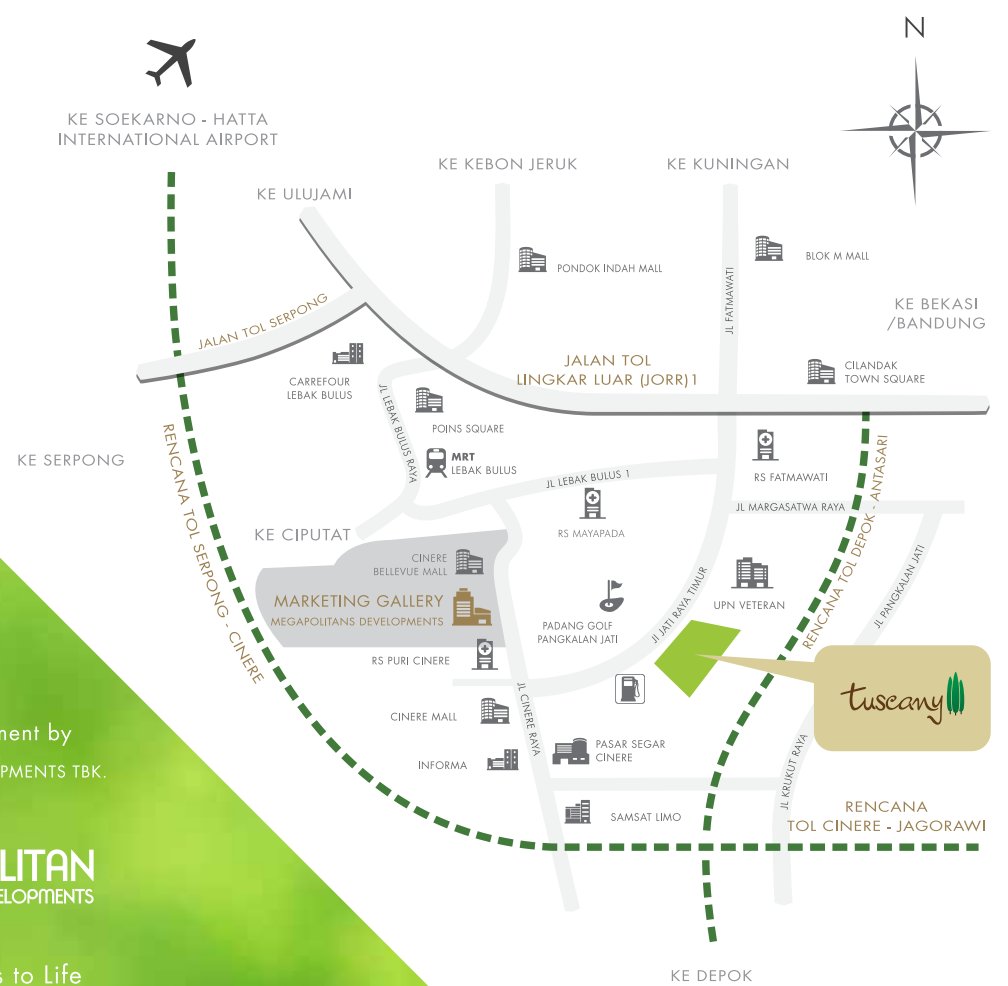 N
KE SOEKARNO - HATTA
INTERNATIONAL AIRPORT
KE KEBON JERUK
KE KUNINGAN
KE ULUJAMI
PONDOK INDAH MALL
BLOK M MALL
JL FATMAWATI
KE BEKASI
/BANDUNG
JALAN TOL SERPONG
JALAN TOL
LINGKAR LUAR (JORR)1
CILANDAK
TOWN SQUARE
CARREFOUR
LEBAK BULUS
JL LEBAK BULUS RAYA
POINS SQUARE
KE SERPONG
MRT
LEBAK BULUS
JL LEBAK BULUS 1
RS FATMAWATI
RENCANA TOL SERPONG - CINERE
JL MARGASATWA RAYA
RENCANA TOL DEPOK - ANTASARI
KE CIPUTAT
RS MAYAPADA
CINERE
BELLEVUE MALL
JL PANGKALAN JATI
MARKETING GALLERY
MEGAPOLITANS DEVELOPMENTS
UPN VETERAN
PADANG GOLF
PANGKALAN JATI
Jl JATI RAYA TIMUR
RS PURI CINERE
tuscany
CINERE MALL
JL CINERE RAYA
ment by
PASAR SEGAR
CINERE
INFORMA
OPMENTS TBK.
JL KRUKUT RAYA
SAMSAT LIMO
RENCANA
TOL CINERE - JAGORAWI
LITAN
ELOPMENTS
s to Life
KE DEPOK